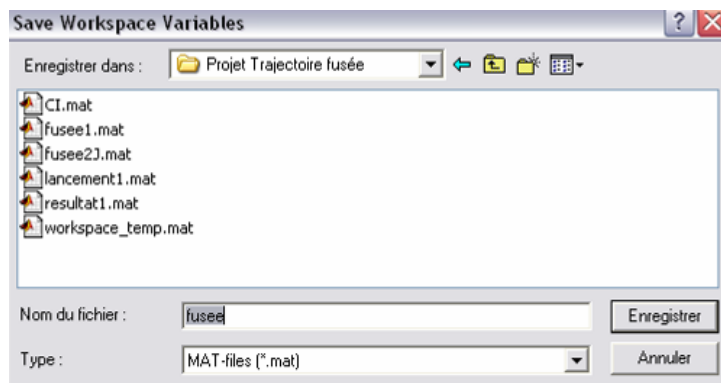 Save Workspace Variables
Enregistrer dans :
Projet Trajectoire fusée
CI.mat
fusee1.mat
fusee2J.mat
lancement1.mat
resultat1.mat
workspace_temp.mat
Nom du fichier :
fusee
Enregistrer
Type :
MAT-files (*.mat)
Annuler